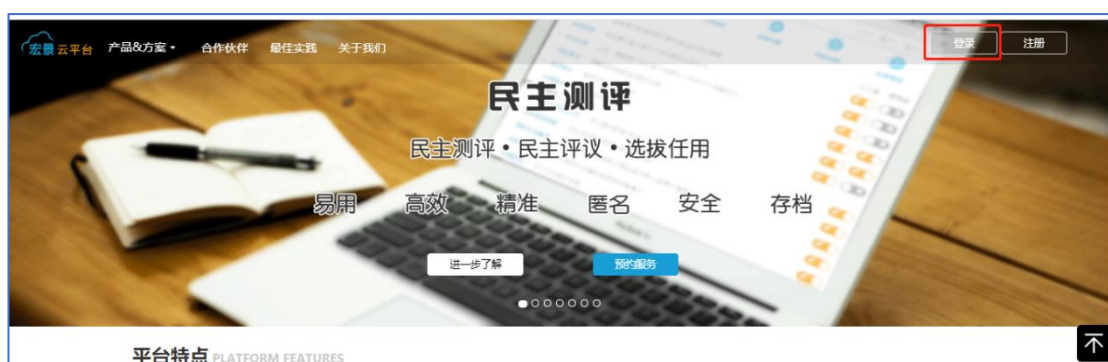 宏景云平台 产品&方案 合作伙伴 最佳实践 关于我们 登录 注册
民主测评
民主测评•民主评议•选拔任用
易用 高效 精准 匿名 安全 存档
进一步了解 预约服务
平台特点 PLATFORM FEATURES